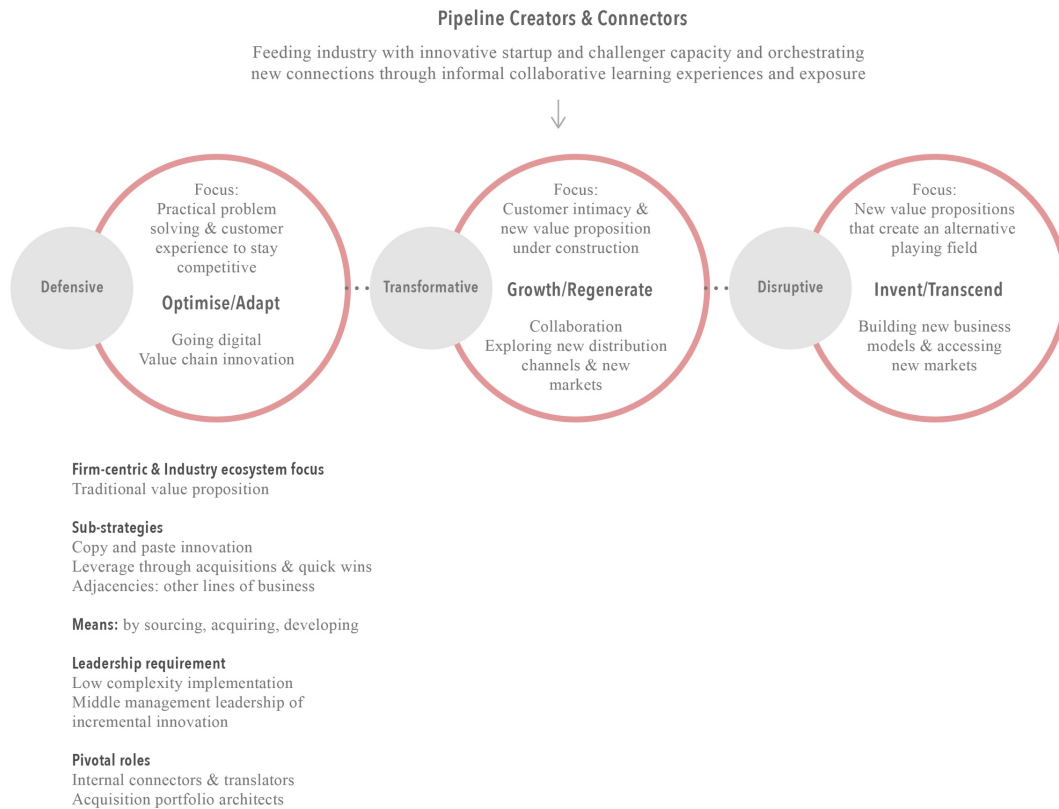 Pipeline Creators & Connectors
Feeding industry with innovative startup and challenger capacity and orchestrating
new connections through informal collaborative learning experiences and exposure
Defensive
Focus:
Practical problem
solving & customer
experience to stay
competitive
Optimise/Adapt
Going digital
Value chain innovation
Transformative
Focus:
Customer intimacy &
new value proposition
under construction
Growth/Regenerate
Collaboration
Exploring new distribution
channels & new
markets
Disruptive
Focus:
New value propositions
that create an alternative
playing field
Invent/Transcend
Building new business
models & accessing
new markets
Firm-centric & Industry ecosystem focus
Traditional value proposition
Sub-strategies
Copy and paste innovation
Leverage through acquisitions & quick wins
Adjacencies: other lines of business
Means: by sourcing, acquiring, developing
Leadership requirement
Low complexity implementation
Middle management leadership of
incremental innovation
Pivotal roles
Internal connectors & translators
Acquisition portfolio architects